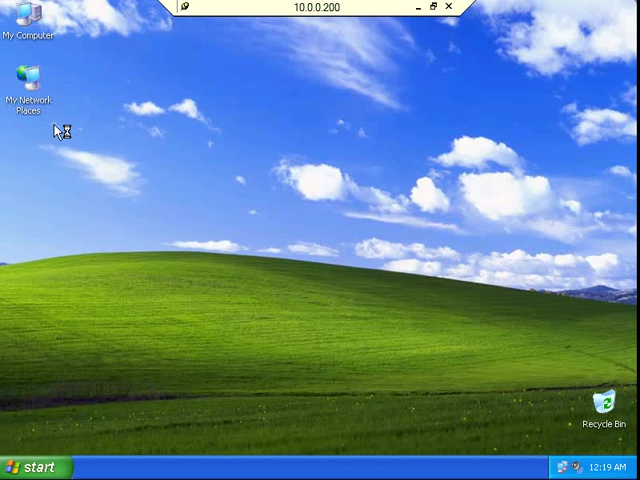 10.0.0.200
My Computer
My Network
Places
Recycle Bin
start
12:19 AM